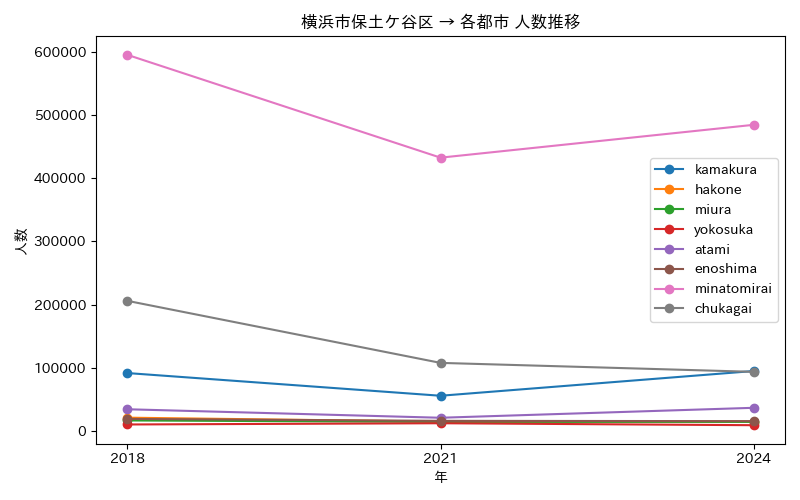 横浜市保土ケ谷区 → 各都市 人数推移
人数
600000
500000
400000
300000
200000
100000
0
kamakura
hakone
miura
yokosuka
atami
enoshima
minatomirai
chukagai
2018
2021
2024
年